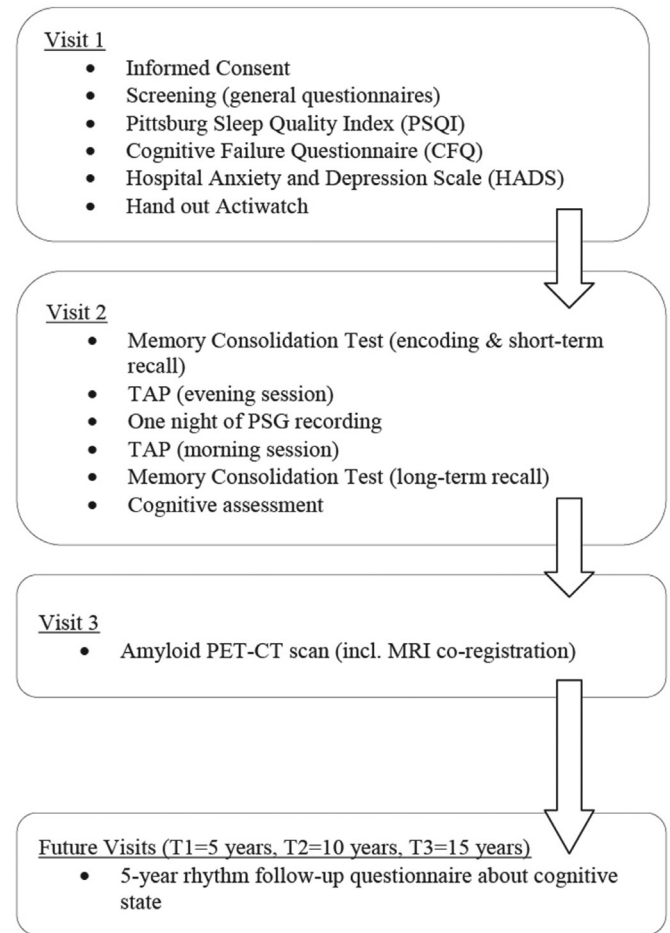 Visit 1
• Informed Consent
• Screening (general questionnaires)
• Pittsburg Sleep Quality Index (PSQI)
• Cognitive Failure Questionnaire (CFQ)
• Hospital Anxiety and Depression Scale (HADS)
• Hand out Actiwatch
Visit 2
• Memory Consolidation Test (encoding & short-term
recall)
• TAP (evening session)
• One night of PSG recording
• TAP (morning session)
• Memory Consolidation Test (long-term recall)
• Cognitive assessment
Visit 3
• Amyloid PET-CT scan (incl. MRI co-registration)
Future Visits (T1=5 years, T2=10 years, T3=15 years)
• 5-year rhythm follow-up questionnaire about cognitive
state